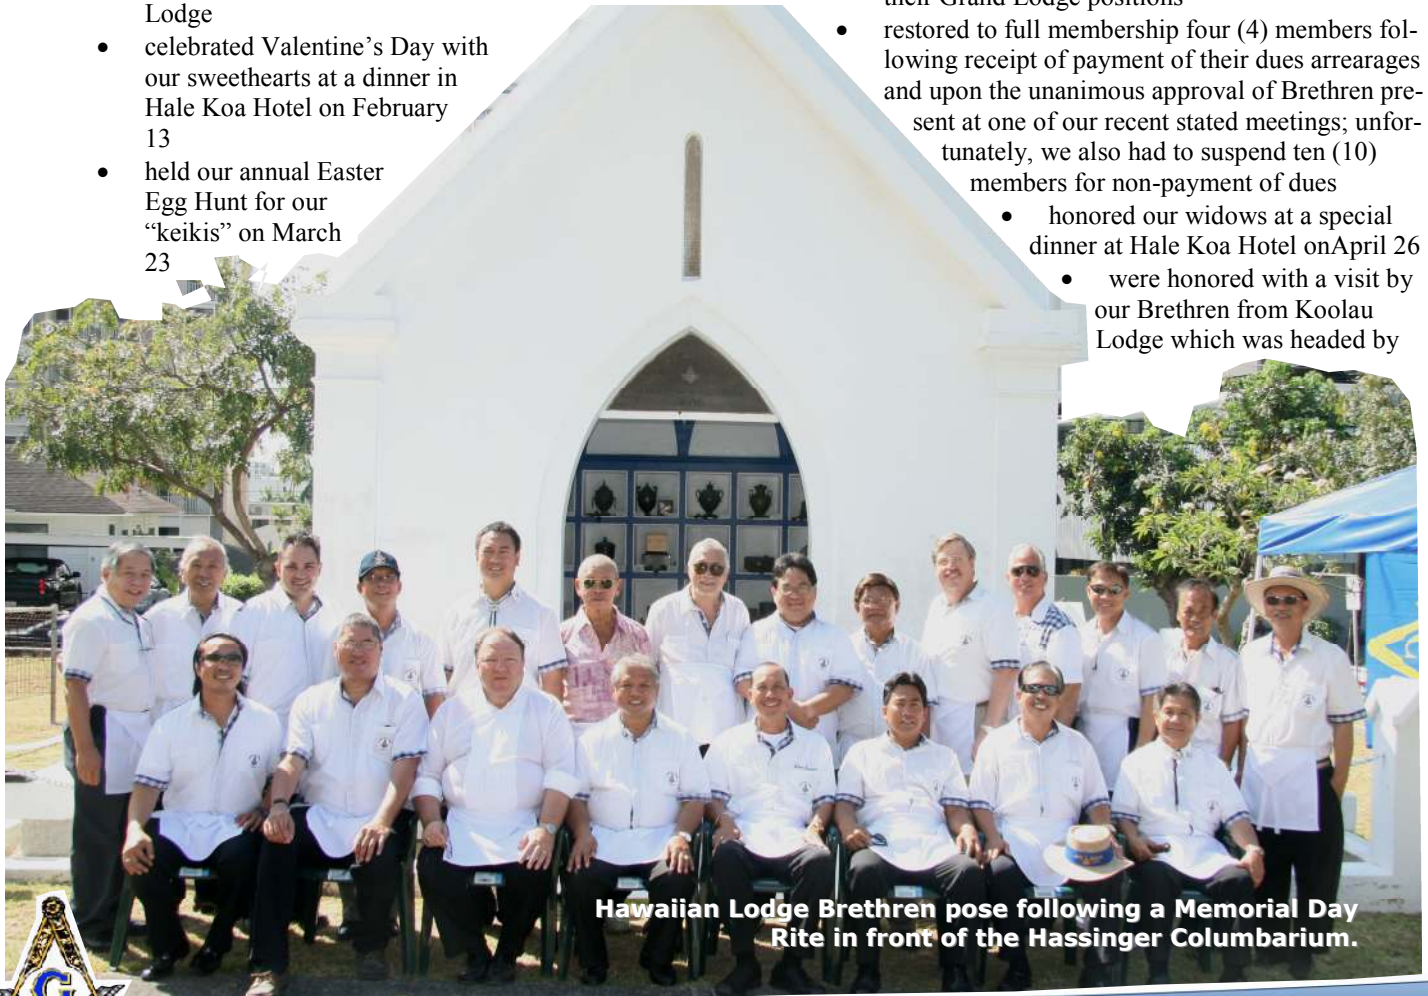 Lodge
• celebrated Valentine’s Day with
our sweethearts at a dinner in
Hale Koa Hotel on February
13
• held our annual Easter
Egg Hunt for our
“keikis” on March
23
their Grand Lodge positions
• restored to full membership four (4) members fol-
lowing receipt of payment of their dues arrearages
and upon the unanimous approval of Brethren pre-
sent at one of our recent stated meetings; unfor-
tunately, we also had to suspend ten (10)
members for non-payment of dues
• honored our widows at a special
dinner at Hale Koa Hotel onApril 26
• were honored with a visit by
our Brethren from Koolau
Lodge which was headed by
Hawaiian Lodge Brethren pose following a Memorial Day
Rite in front of the Hassinger Columbarium.
G